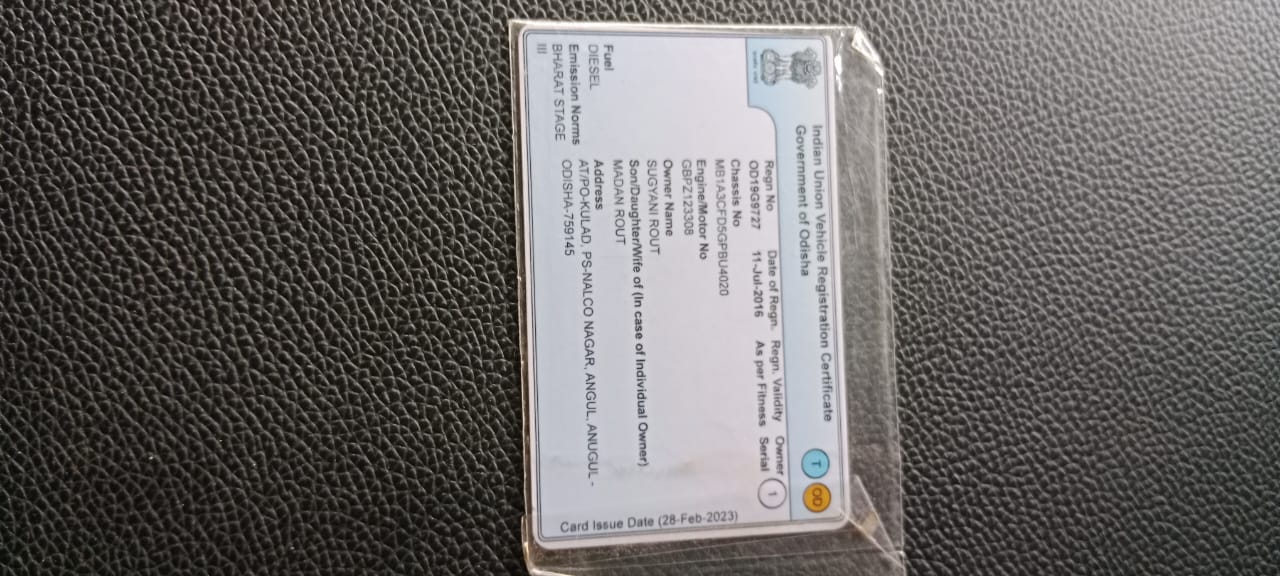 Indian Union Vehicle Registration Certificate
Government of Odisha
T OD
Regn No Date of Regn. Regn. Validity Owner
OD19G9727 11-Jul-2016 As per Fitness Serial 1
Chassis No
MB1A3CFD5GPBU4020
Engine/Motor No
GBPZ123308
Owner Name
SUGYANI ROUT
Son/Daughter/Wife of (In case of Individual Owner)
MADAN ROUT
Fuel
DIESEL
Address
Emission Norms
AT/PO-KULAD, PS-NALCO NAGAR, ANGUL, ANUGUL -
BHARAT STAGE
ODISHA-759145
III
Card Issue Date (28-Feb-2023)